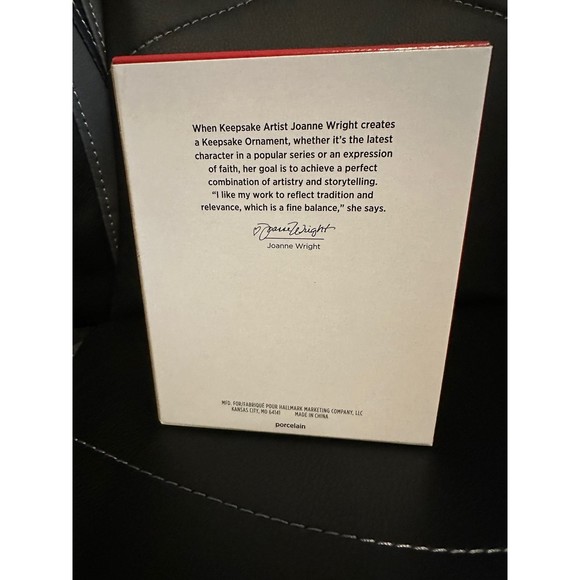 When Keepsake Artist Joanne Wright creates
a Keepsake Ornament, whether it's the latest
character in a popular series or an expression
of faith, her goal is to achieve a perfect
combination of artistry and storytelling.
"I like my work to reflect tradition and
relevance, which is a fine balance," she says.
Joanne Wright
Joanne Wright
MFD. FOR/FABRIQUÉ POUR HALLMARK MARKETING COMPANY, LLC
KANSAS CITY, MO 64141 MADE IN CHINA
porcelain